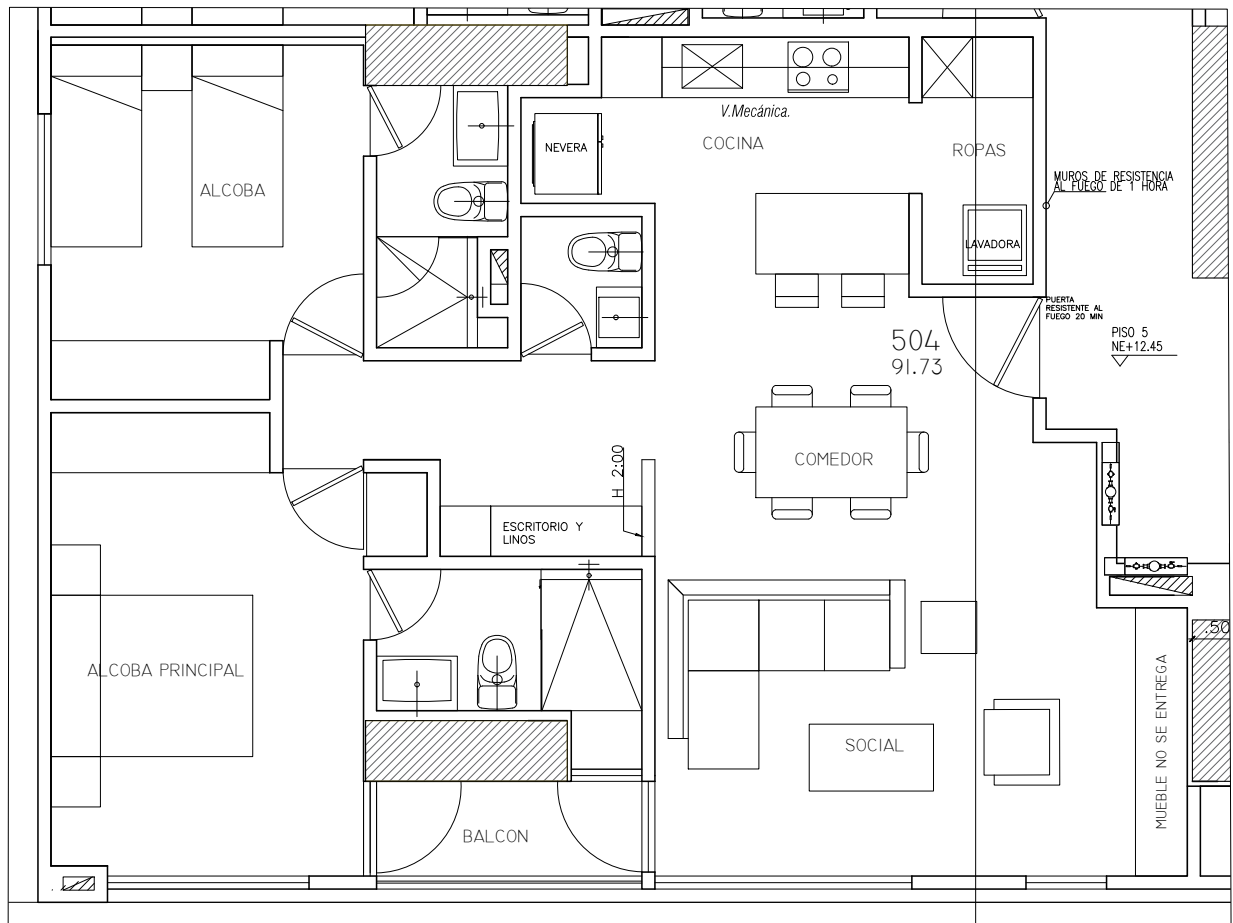 V.Mecánica.
COCINA
NEVERA
ROPAS
ALCOBA
MUROS DE RESISTENCIA
AL FUEGO DE 1 HORA
LAVADORA
PUERTA
RESISTENTE AL
FUEGO 20 MIN
504
91.73
PISO 5
NE+12.45
COMEDOR
H 2:00
ESCRITORIO Y
LINOS
.50
ALCOBA PRINCIPAL
SOCIAL
MUEBLE NO SE ENTREGA
BALCON